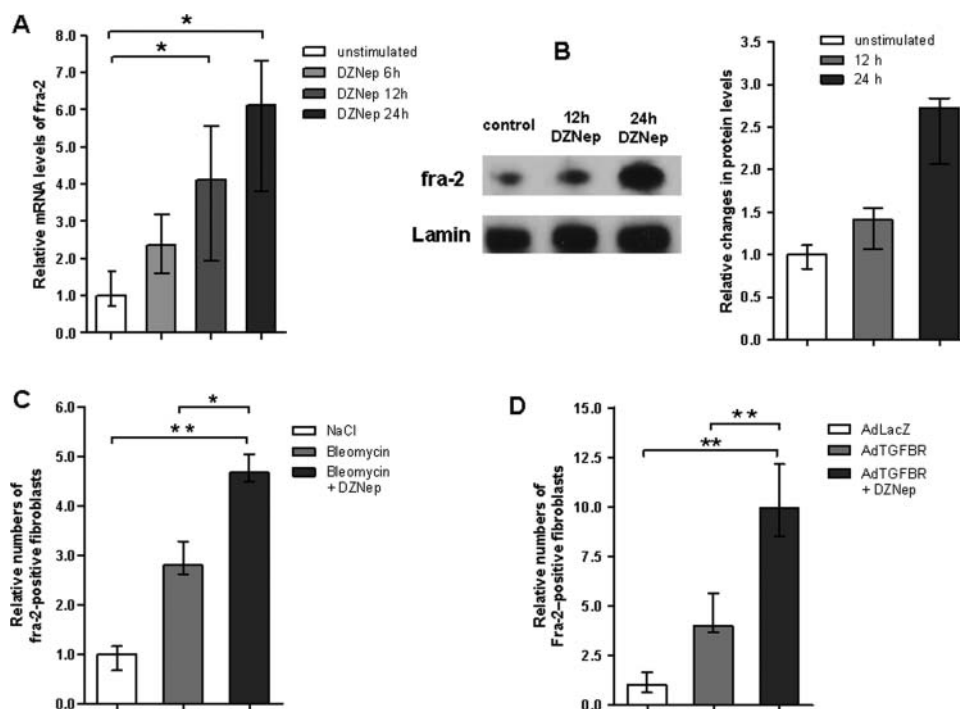 A
*
*
Relative mRNA levels of fra-2
8.0
7.0
6.0
5.0
4.0
3.0
2.0
1.0
0.0
unstimulated
DZNep 6h
DZNep 12h
DZNep 24h
B
control
12h
DZNep
24h
DZNep
fra-2
Lamin
Relative changes in protein levels
3.5
3.0
2.5
2.0
1.5
1.0
0.5
0.0
unstimulated
12 h
24 h
C
*
**
Relative numbers of
fra-2-positive fibroblasts
6.0
5.0
4.0
3.0
2.0
1.0
0.0
NaCl
Bleomycin
Bleomycin
+ DZNep
D
**
**
Relative numbers of
Fra-2–positive fibroblasts
15.0
12.5
10.0
7.5
5.0
2.5
0.0
AdLacZ
AdTGFBR
AdTGFBR
+ DZNep